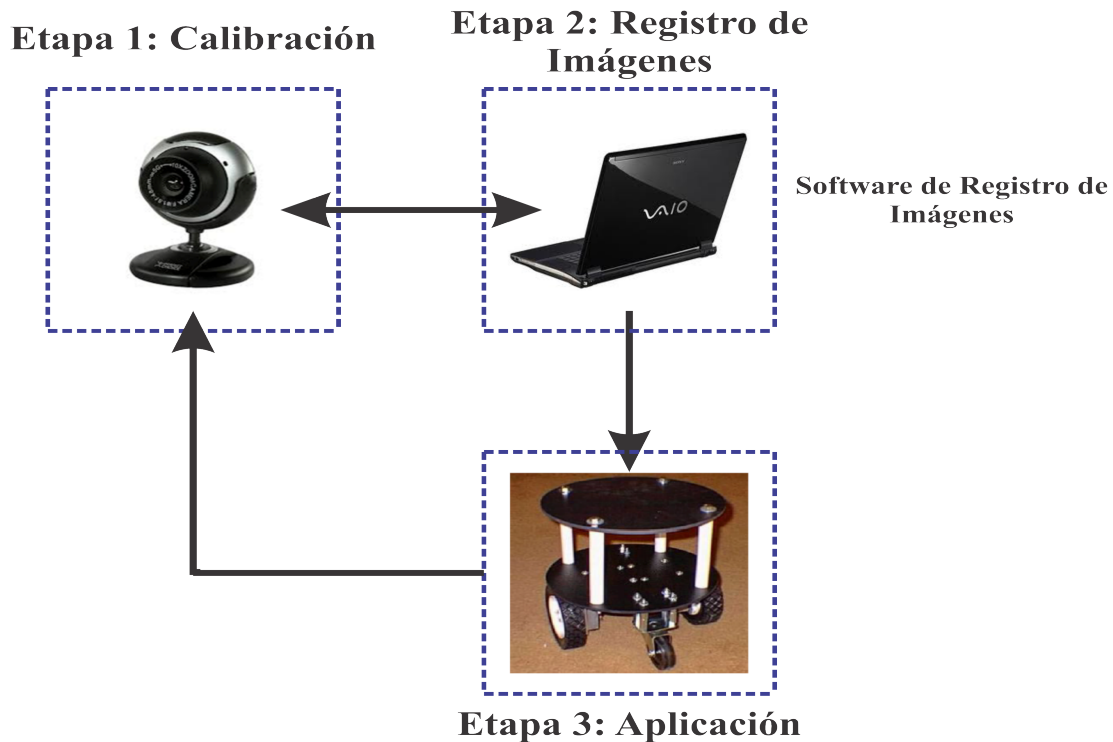 Etapa 1: Calibración
Etapa 2: Registro de
Imágenes
VAIO
Software de Registro de
Imágenes
Etapa 3: Aplicación